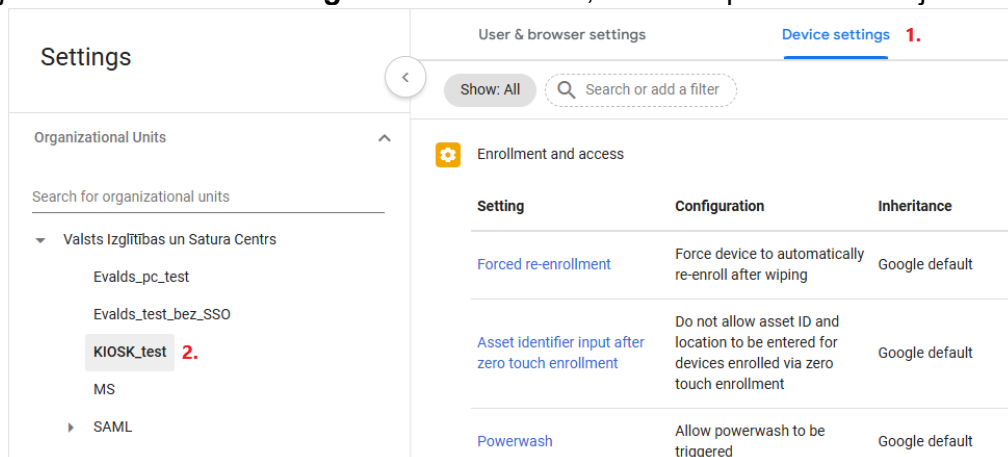 Settings
Organizational Units
Search for organizational units
Valsts Izglītības un Satura Centrs
Evalds_pc_test
Evalds_test_bez_SSO
KIOSK_test 2.
MS
SAML
User & browser settings
Device settings 1.
Show: All
Search or add a filter
Enrollment and access
Setting
Configuration
Inheritance
Forced re-enrollment
Force device to automatically
re-enroll after wiping
Google default
Asset identifier input after
zero touch enrollment
Do not allow asset ID and
location to be entered for
devices enrolled via zero
touch enrollment
Google default
Powerwash
Allow powerwash to be
triggered
Google default